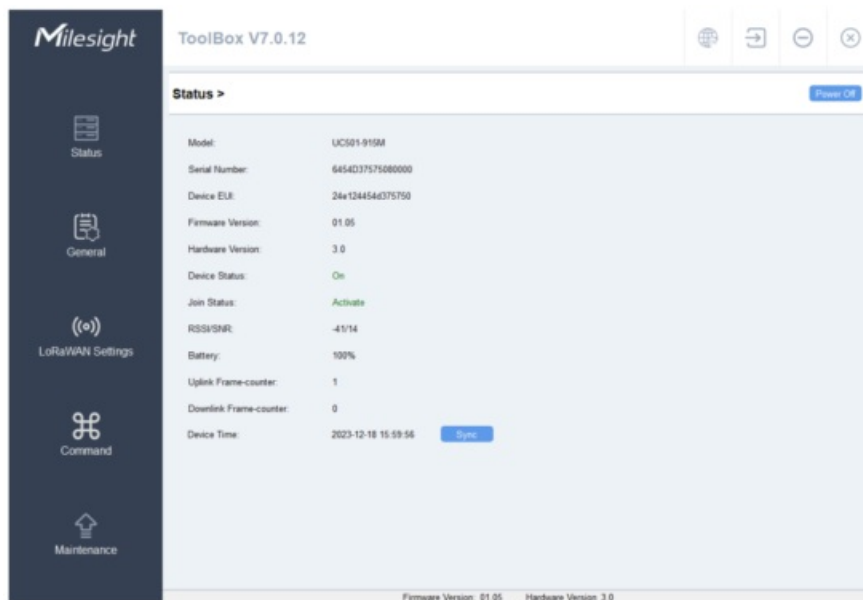 Milesight
ToolBox V7.0.12
Status >
Power Off
Status
General
LoRaWAN Settings
Command
Maintenance
Model: UC501-915M
Serial Number: 6454D37575080000
Device EUI: 24e124454d375750
Firmware Version: 01.05
Hardware Version: 3.0
Device Status: On
Join Status: Activate
RSSI/SNR: -41/14
Battery: 100%
Uplink Frame-counter: 1
Downlink Frame-counter: 0
Device Time: 2023-12-18 15:59:56 Sync
Firmware Version: 01.05 Hardware Version 3.0